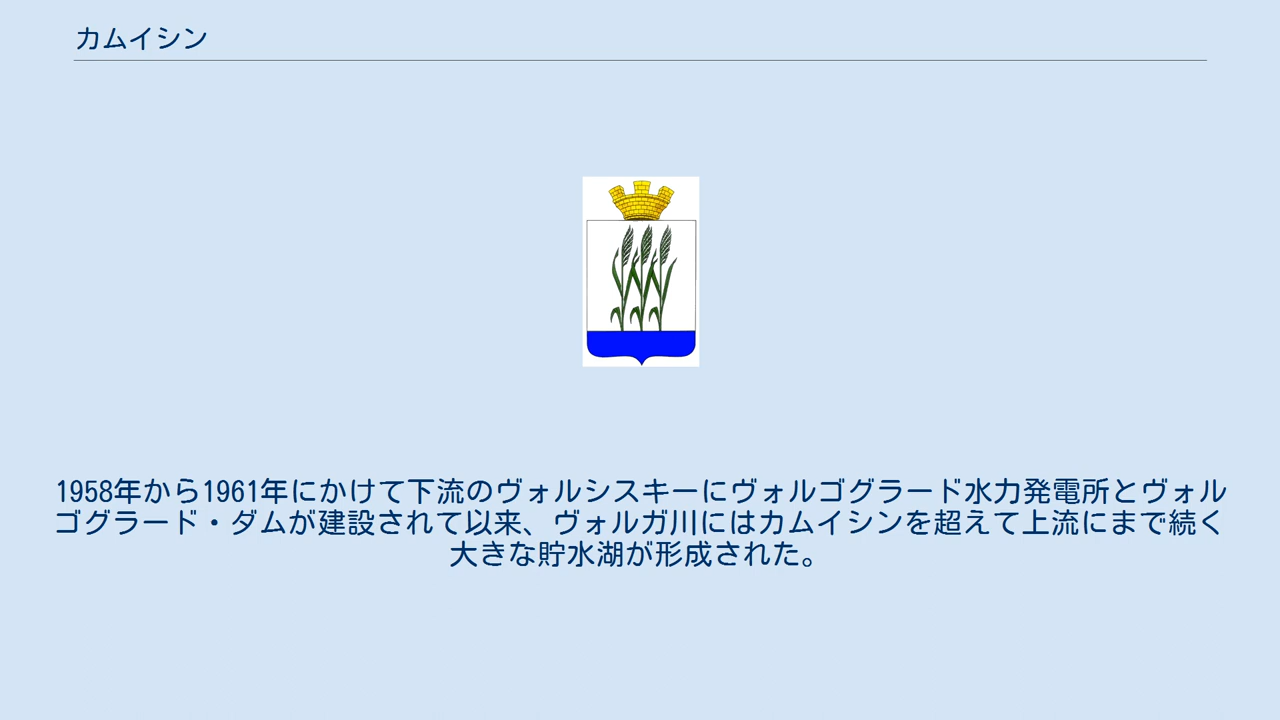 カムイシン
1958年から1961年にかけて下流のヴォルシスキーにヴォルゴグラード水力発電所とヴォル
ゴグラード・ダムが建設されて以来、ヴォルガ川にはカムイシンを超えて上流にまで続く
大きな貯水湖が形成された。